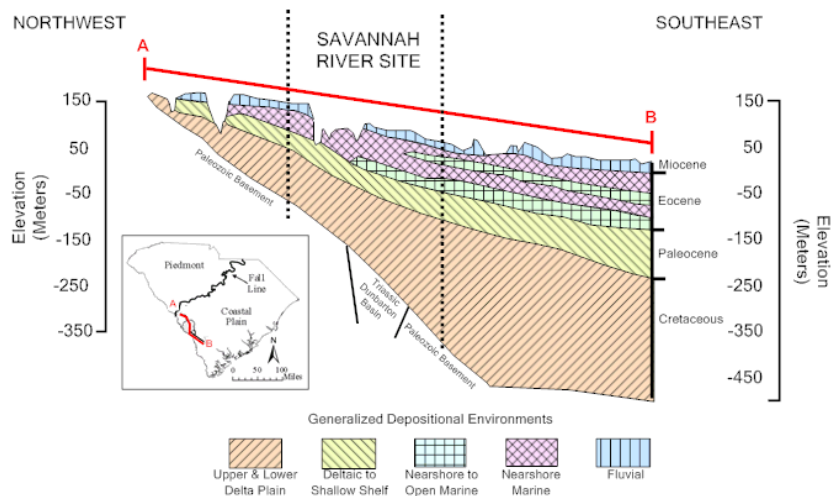 NORTHWEST
SAVANNAH
RIVER SITE
SOUTHEAST
A
B
150
50
-50
-150
-250
-350
Elevation
(Meters)
150
50
-50
-150
-250
-350
-450
Elevation
(Meters)
Miocene
Eocene
Paleocene
Cretaceous
Paleozoic Basement
Triassic
Dunbarton
Basin
Paleozoic Basement
Piedmont
Fall
Line
Coastal
Plain
A
B
N
0 50 100
Miles
Generalized Depositional Environments
Upper & Lower
Delta Plain
Deltaic to
Shallow Shelf
Nearshore to
Open Marine
Nearshore
Marine
Fluvial